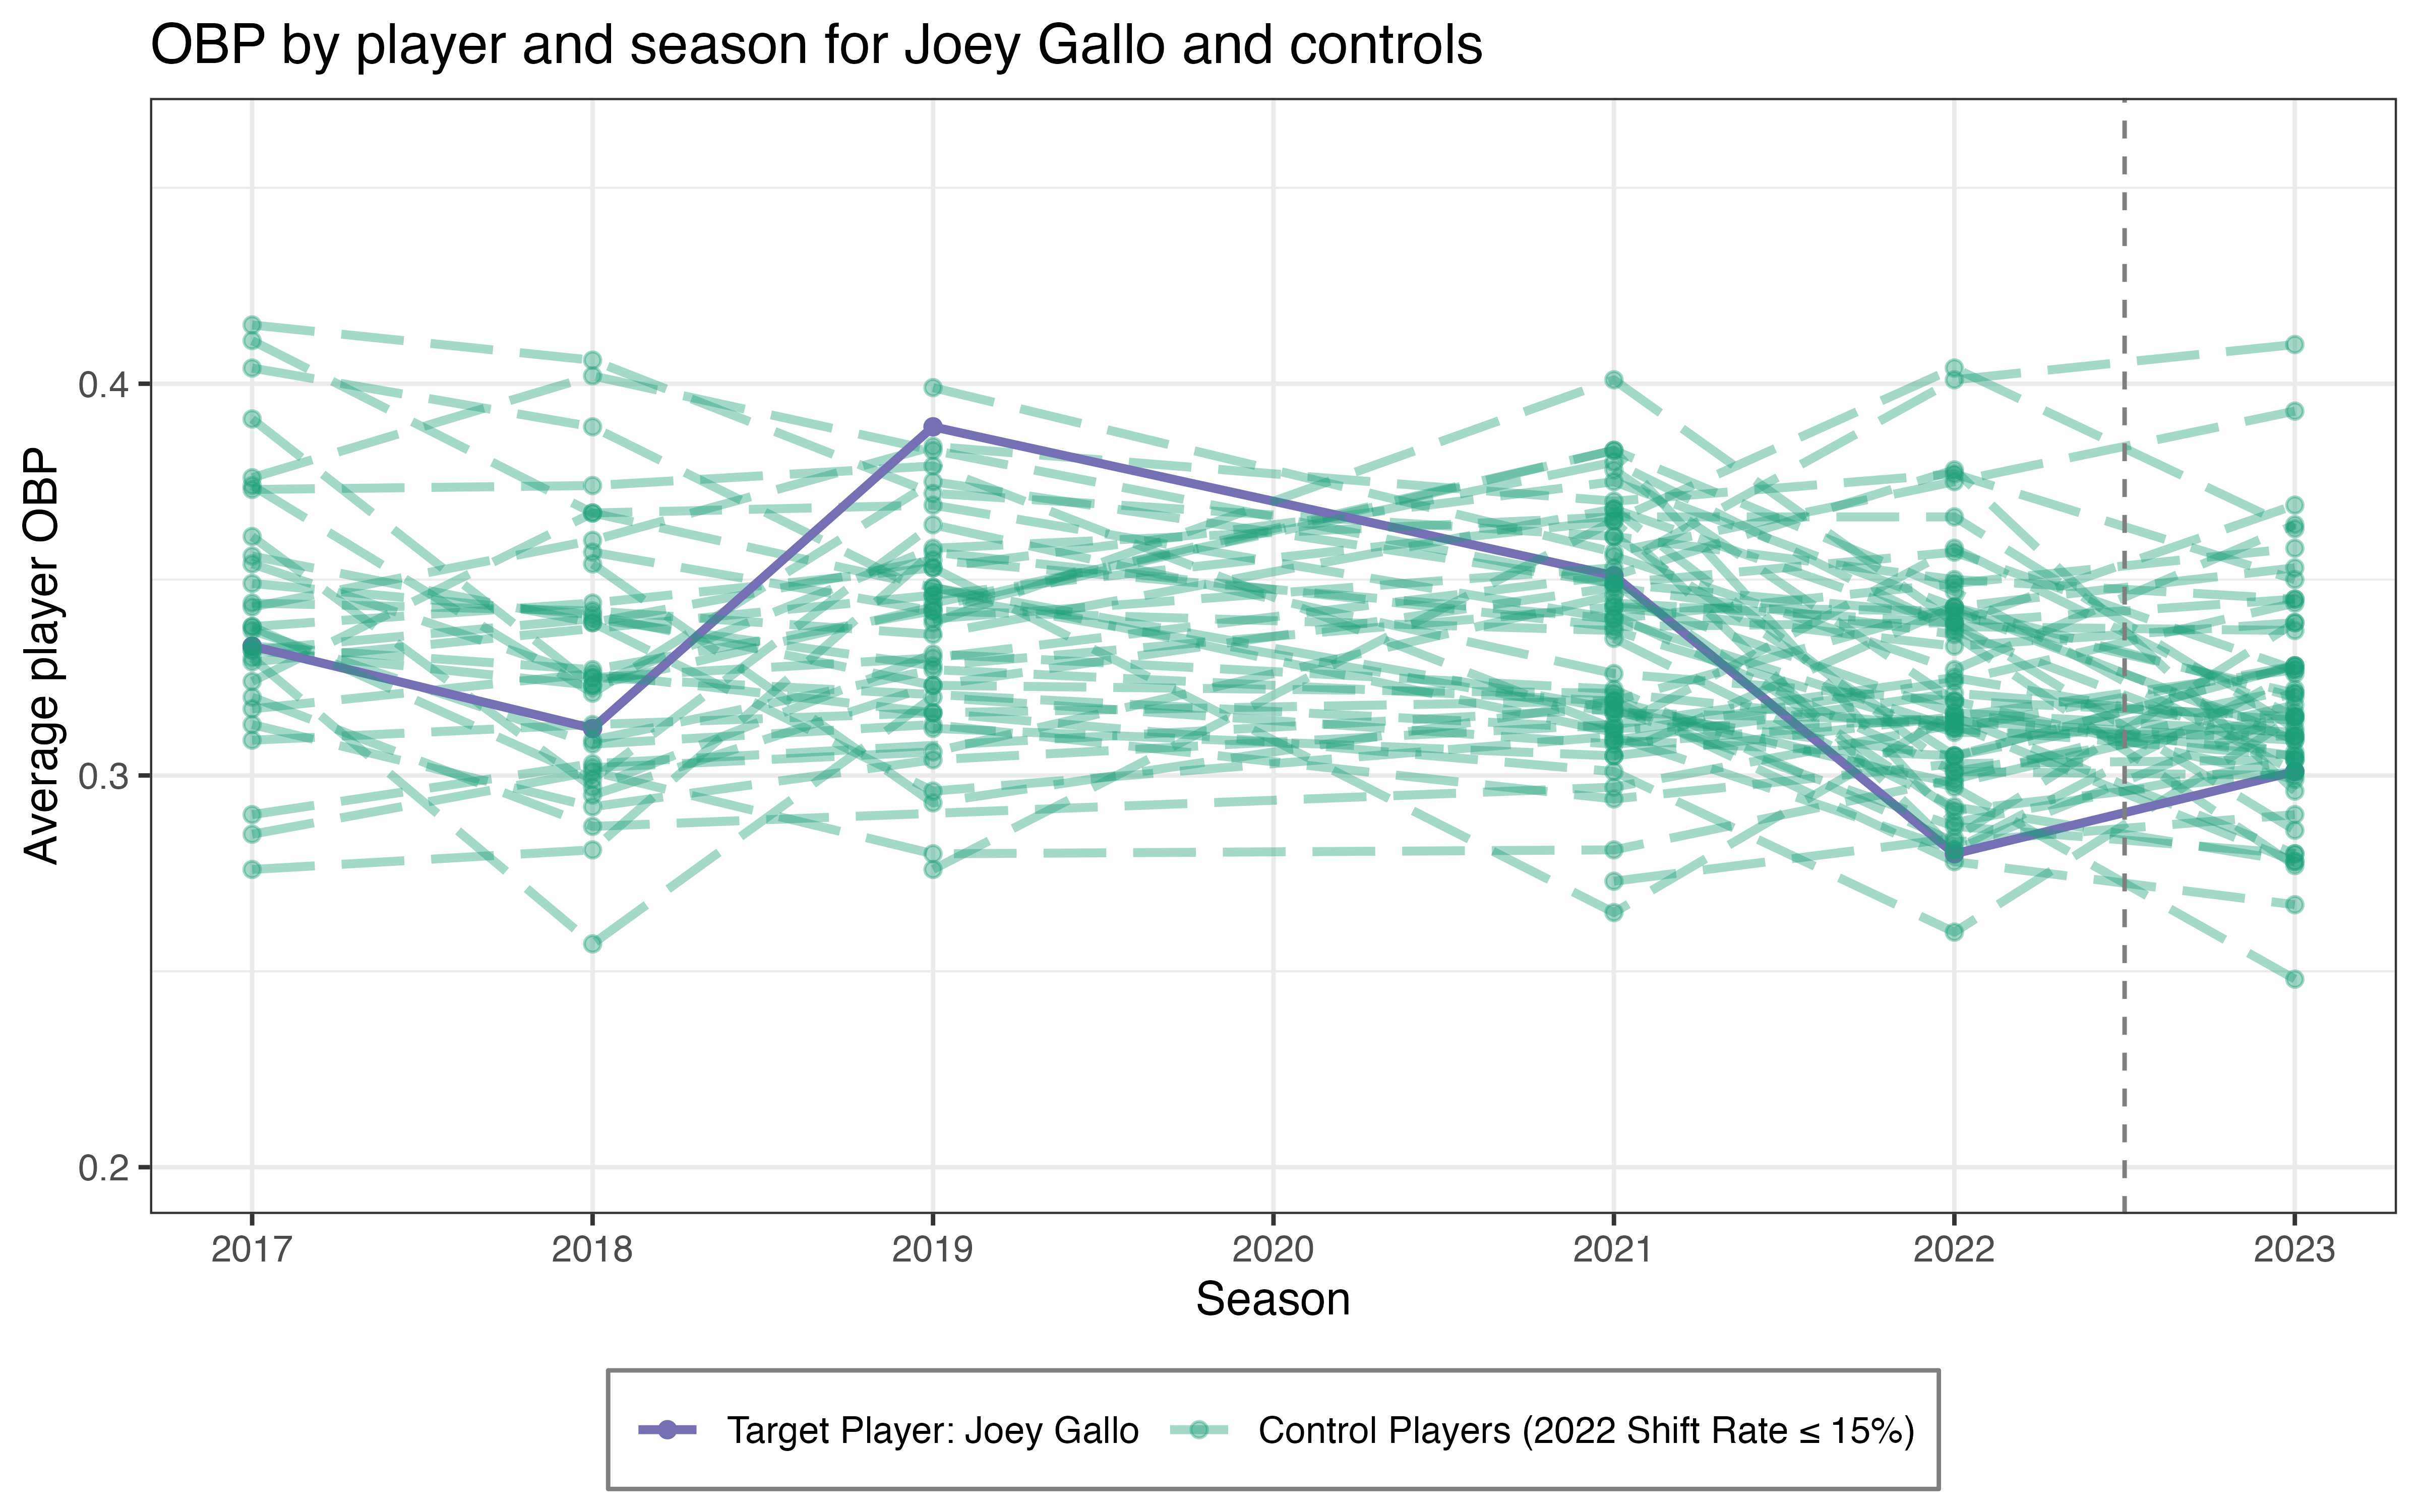 OBP by player and season for Joey Gallo and controls
Average player OBP
0.4
0.3
0.2
2017 2018 2019 2020 2021 2022 2023
Season
Target Player: Joey Gallo Control Players (2022 Shift Rate ≤ 15%)